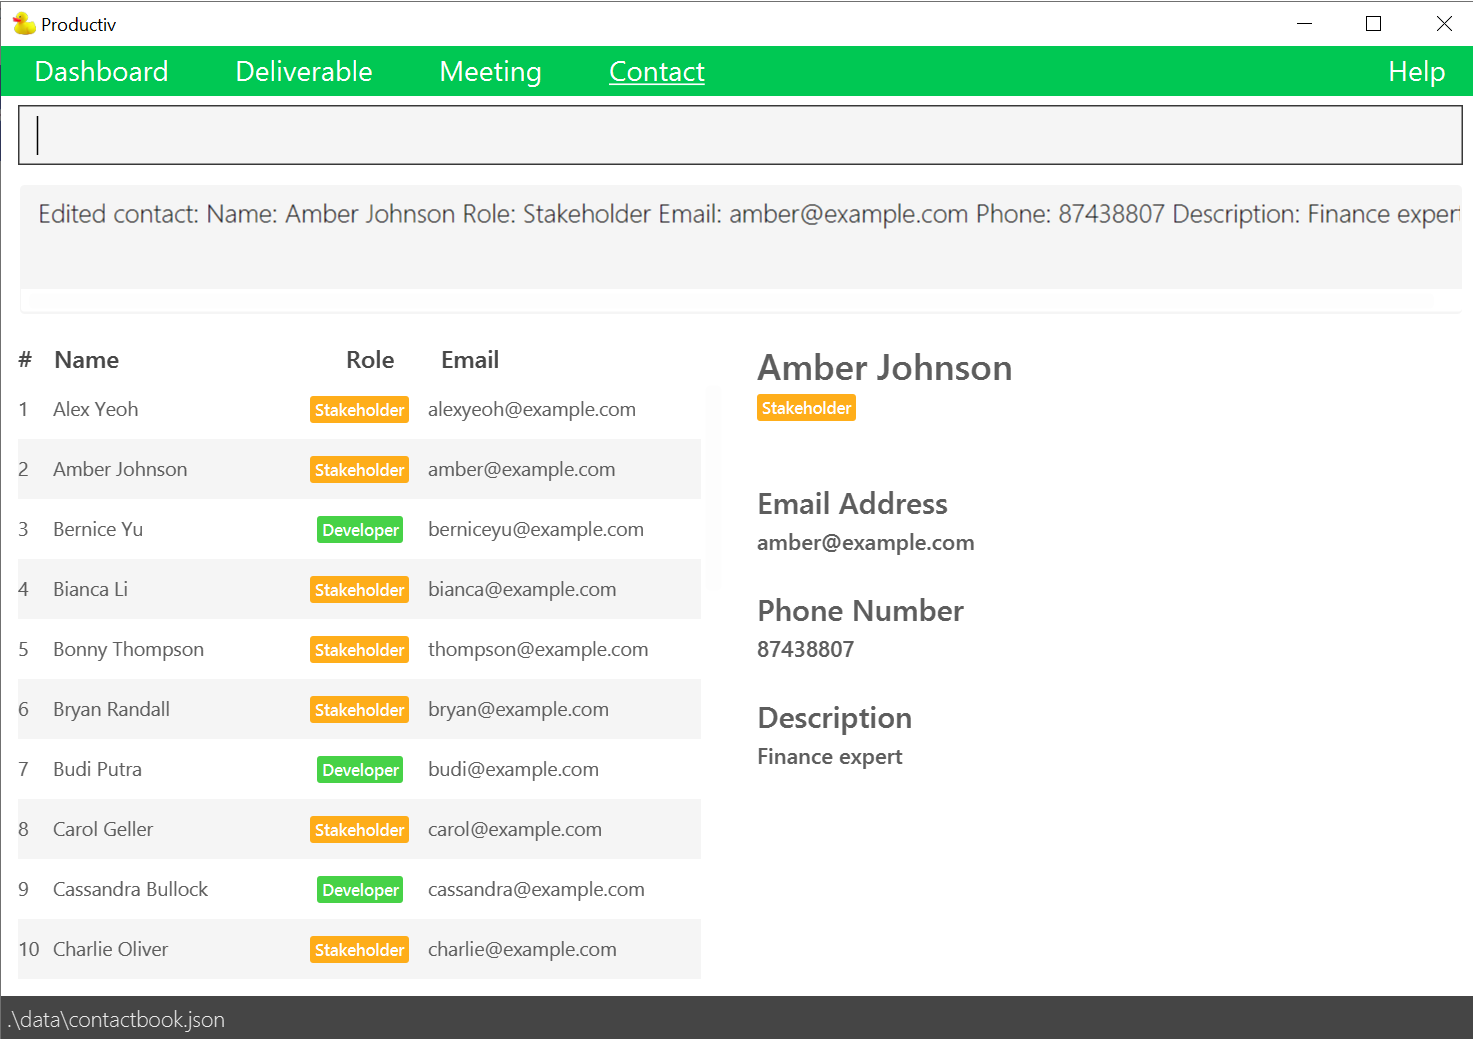 Productiv
Dashboard Deliverable Meeting Contact Help
Edited contact: Name: Amber Johnson Role: Stakeholder Email: amber@example.com Phone: 87438807 Description: Finance expert
# Name Role Email
1 Alex Yeoh Stakeholder alexyeoh@example.com
2 Amber Johnson Stakeholder amber@example.com
3 Bernice Yu Developer berniceyu@example.com
4 Bianca Li Stakeholder bianca@example.com
5 Bonny Thompson Stakeholder thompson@example.com
6 Bryan Randall Stakeholder bryan@example.com
7 Budi Putra Developer budi@example.com
8 Carol Geller Stakeholder carol@example.com
9 Cassandra Bullock Developer cassandra@example.com
10 Charlie Oliver Stakeholder charlie@example.com
Amber Johnson
Stakeholder
Email Address
amber@example.com
Phone Number
87438807
Description
Finance expert
.\data\contactbook.json